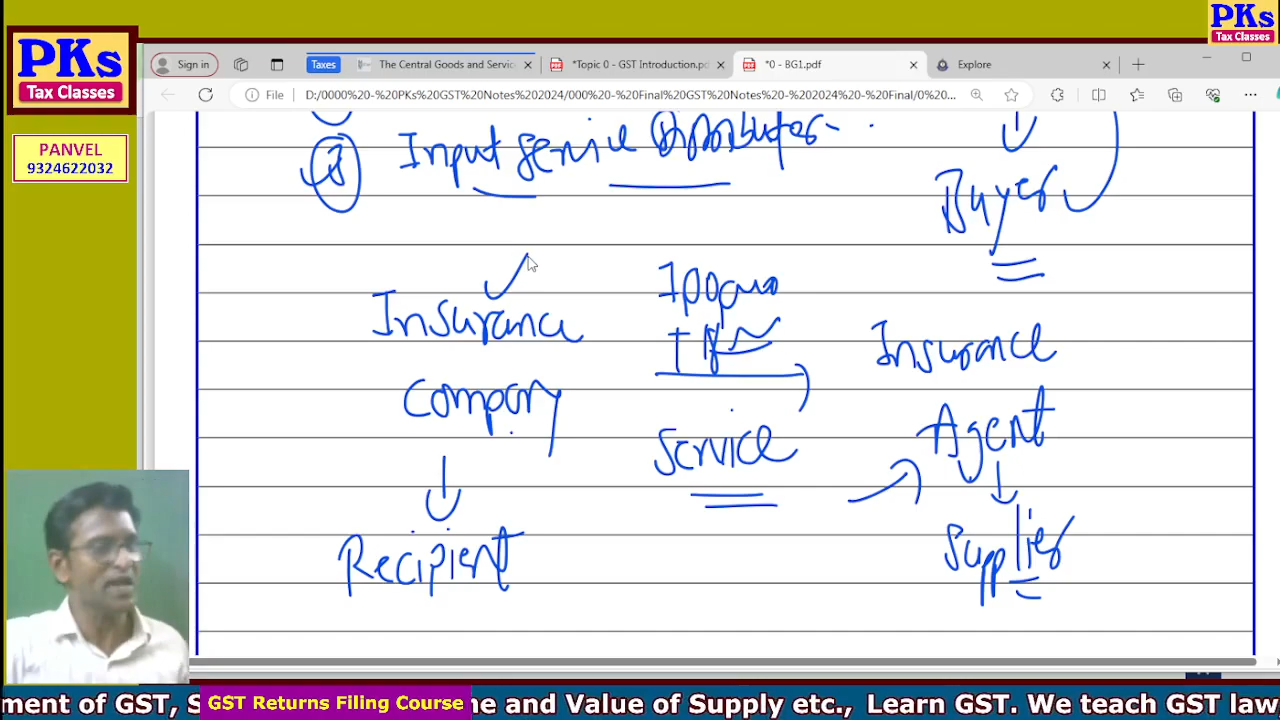 PKs
Tax Classes
PKs
Tax Classes
PANVEL
9324622032
Sign in
Taxes
The Central Goods and Servic
*Topic 0 - GST Introduction.pd
*0 - BG1.pdf
Explore
File
D:/0000%20-%20PKs%20GST%20Notes%202024/000%20-%20Final%20GST%20Notes%20-%202024%20-%20Final/0%20...
Input Service Distributor
Buyer
Insurance
Company
Recipient
Service
Insurance
Agent
Supplier
ment of GST, S
GST Returns Filing Course
me and Value of Supply etc., Learn GST. We teach GST law